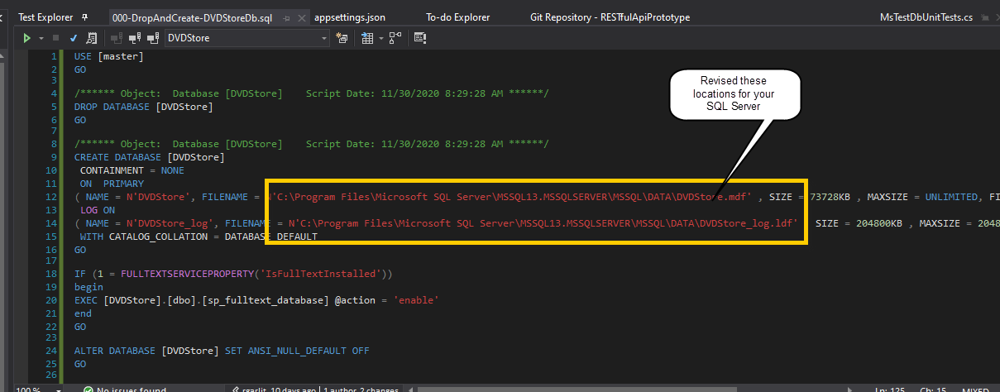 Test Explorer
000-DropAndCreate-DVDStoreDb.sql
appsettings.json
To-do Explorer
Git Repository - RESTfulApiPrototype
MsTestDbUnitTests.cs
DVDStore
1 USE [master]
2 GO
3
4 /****** Object:  Database [DVDStore]    Script Date: 11/30/2020 8:29:28 AM ******/
5 DROP DATABASE [DVDStore]
6 GO
7
8 /****** Object:  Database [DVDStore]    Script Date: 11/30/2020 8:29:28 AM ******/
9 CREATE DATABASE [DVDStore]
10  CONTAINMENT = NONE
11  ON  PRIMARY
12 ( NAME = N'DVDStore', FILENAME = N'C:\Program Files\Microsoft SQL Server\MSSQL13.MSSQLSERVER\MSSQL\DATA\DVDStore.mdf' , SIZE = 73728KB , MAXSIZE = UNLIMITED, FI
13  LOG ON
14 ( NAME = N'DVDStore_log', FILENAME = N'C:\Program Files\Microsoft SQL Server\MSSQL13.MSSQLSERVER\MSSQL\DATA\DVDStore_log.ldf' SIZE = 204800KB , MAXSIZE = 2048
15  WITH CATALOG_COLLATION = DATABASE_DEFAULT
16 GO
17
18 IF (1 = FULLTEXTSERVICEPROPERTY('IsFullTextInstalled'))
19 begin
20 EXEC [DVDStore].[dbo].[sp_fulltext_database] @action = 'enable'
21 end
22 GO
23
24 ALTER DATABASE [DVDStore] SET ANSI_NULL_DEFAULT OFF
25 GO
26
Revised these
locations for your
SQL Server
100 %
No issues found
rgarlit, 10 days ago | 1 author, 2 changes
Ln: 125
Ch: 15
MIXED